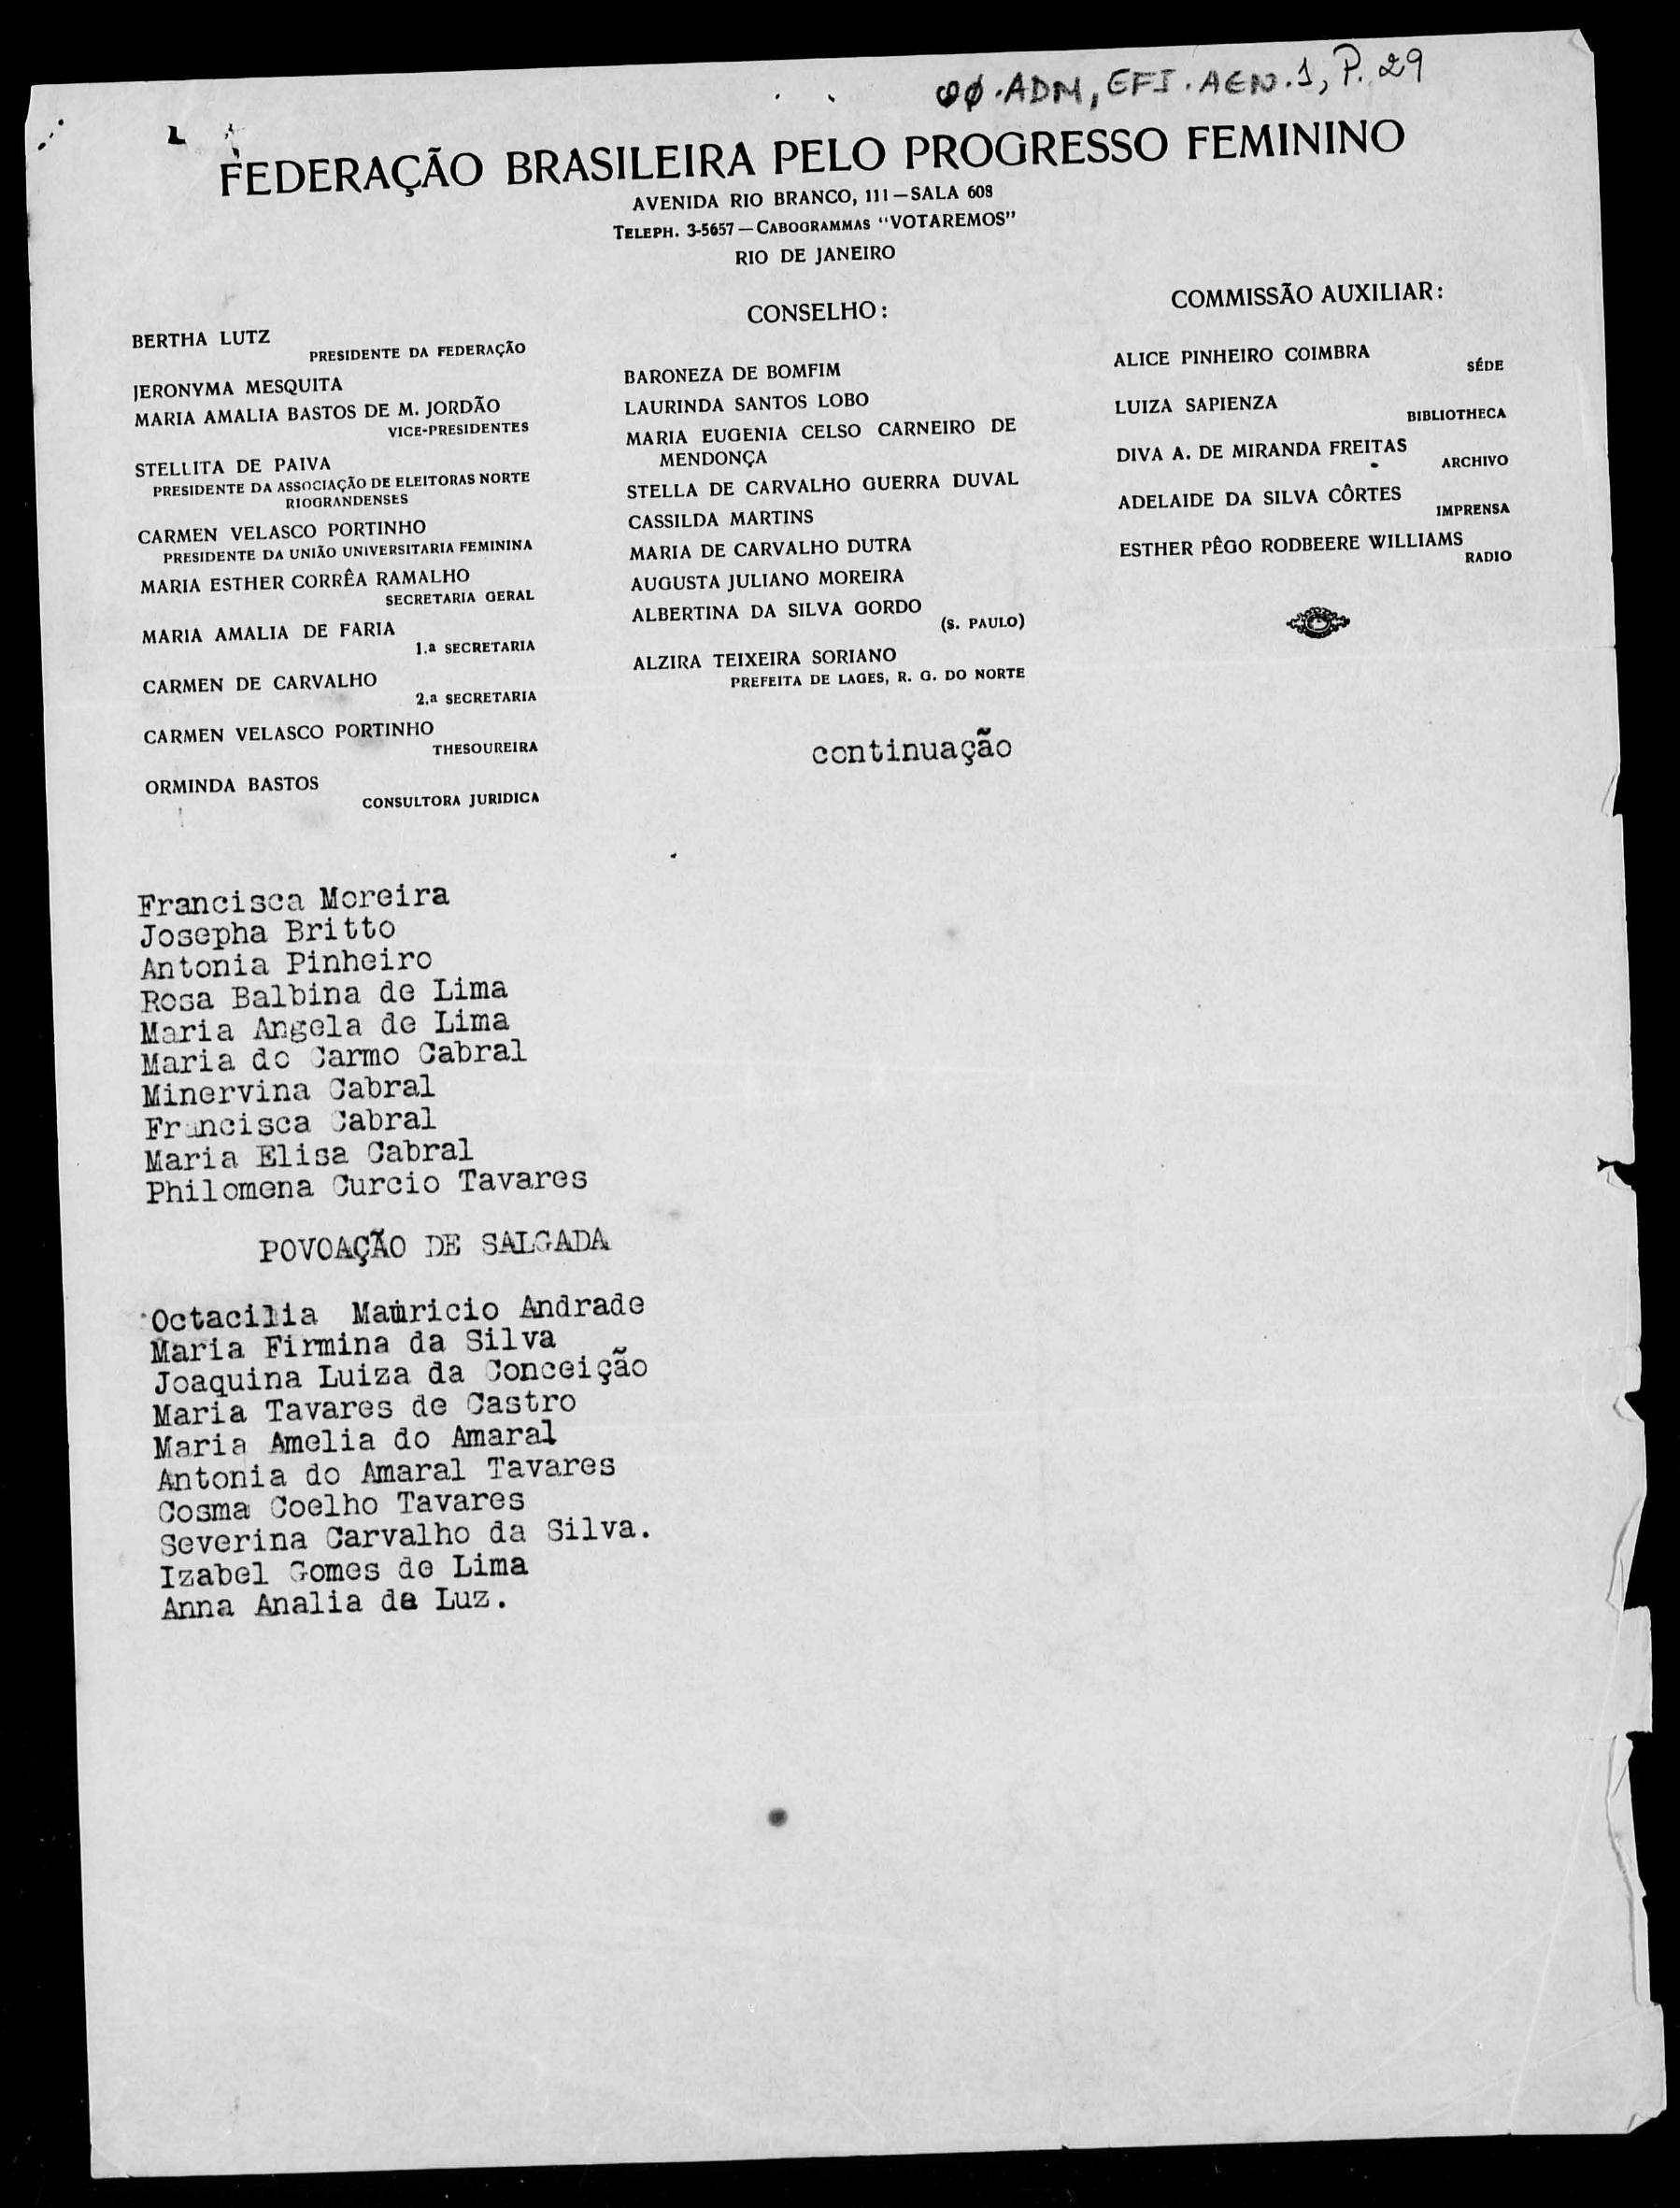 QØ.ADM, EFI.AEN.1, P.29
FEDERAÇÃO BRASILEIRA PELO PROGRESSO FEMININO
AVENIDA RIO BRANCO, 111—SALA 608
TELEPH. 3-5657—CABOGRAMMAS "VOTAREMOS"
RIO DE JANEIRO
BERTHA LUTZ
PRESIDENTE DA FEDERAÇÃO
JERONYMA MESQUITA
MARIA AMALIA BASTOS DE M. JORDÃO
VICE-PRESIDENTES
STELLITA DE PAIVA
PRESIDENTE DA ASSOCIAÇÃO DE ELEITORAS NORTE
RIOGRANDENSES
CARMEN VELASCO PORTINHO
PRESIDENTE DA UNIÃO UNIVERSITARIA FEMININA
MARIA ESTHER CORRÊA RAMALHO
SECRETARIA GERAL
MARIA AMALIA DE FARIA
1.a SECRETARIA
CARMEN DE CARVALHO
2.a SECRETARIA
CARMEN VELASCO PORTINHO
THESOUREIRA
ORMINDA BASTOS
CONSULTORA JURIDICA
CONSELHO:
BARONEZA DE BOMFIM
LAURINDA SANTOS LOBO
MARIA EUGENIA CELSO CARNEIRO DE
MENDONÇA
STELLA DE CARVALHO GUERRA DUVAL
CASSILDA MARTINS
MARIA DE CARVALHO DUTRA
AUGUSTA JULIANO MOREIRA
ALBERTINA DA SILVA GORDO
(S. PAULO)
ALZIRA TEIXEIRA SORIANO
PREFEITA DE LAGES, R. G. DO NORTE
COMMISSÃO AUXILIAR:
ALICE PINHEIRO COIMBRA
SÉDE
LUIZA SAPIENZA
BIBLIOTHECA
DIVA A. DE MIRANDA FREITAS
ARCHIVO
ADELAIDE DA SILVA CÔRTES
IMPRENSA
ESTHER PÊGO RODBEERE WILLIAMS
RADIO
continuação
Francisca Moreira
Josepha Britto
Antonia Pinheiro
Rosa Balbina de Lima
Maria Angela de Lima
Maria do Carmo Cabral
Minervina Cabral
Francisca Cabral
Maria Elisa Cabral
Philomena Curcio Tavares
POVOAÇÃO DE SALGADA
Octacilia Mauricio Andrade
Maria Firmina da Silva
Joaquina Luiza da Conceição
Maria Tavares de Castro
Maria Amelia do Amaral
Antonia do Amaral Tavares
Cosma Coelho Tavares
Severina Carvalho da Silva.
Izabel Gomes de Lima
Anna Analia da Luz.